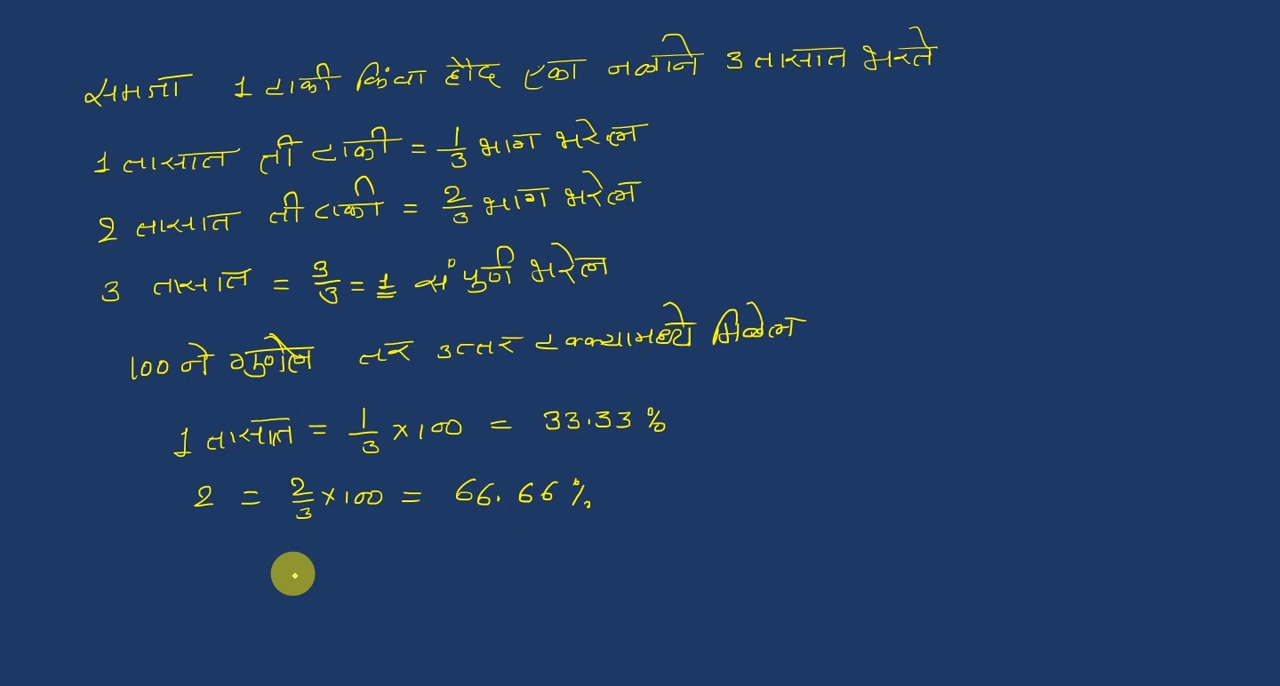 समजा 1 टाकी किंवा हौद एका नळाने 3 तासात भरते
1 तासात ती टाकी = 1/3 भाग भरेल
2 तासात ती टाकी = 2/3 भाग भरेल
3 तासात = 3/3 = 1 संपूर्ण भरेल
100 ने गुणेल तर उत्तर टक्क्यामध्ये मिळेल
1 तासात = 1/3 × 100 = 33.33 %
2 = 2/3 × 100 = 66.66 %